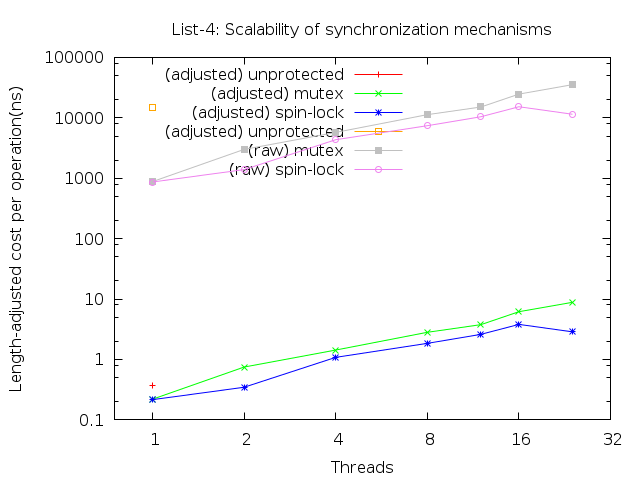 List-4: Scalability of synchronization mechanisms
Length-adjusted cost per operation(ns)
100000
10000
1000
100
10
1
0.1
(adjusted) unprotected
(adjusted) mutex
(adjusted) spin-lock
(adjusted) unprotected
(raw) mutex
(raw) spin-lock
1 2 4 8 16 32
Threads